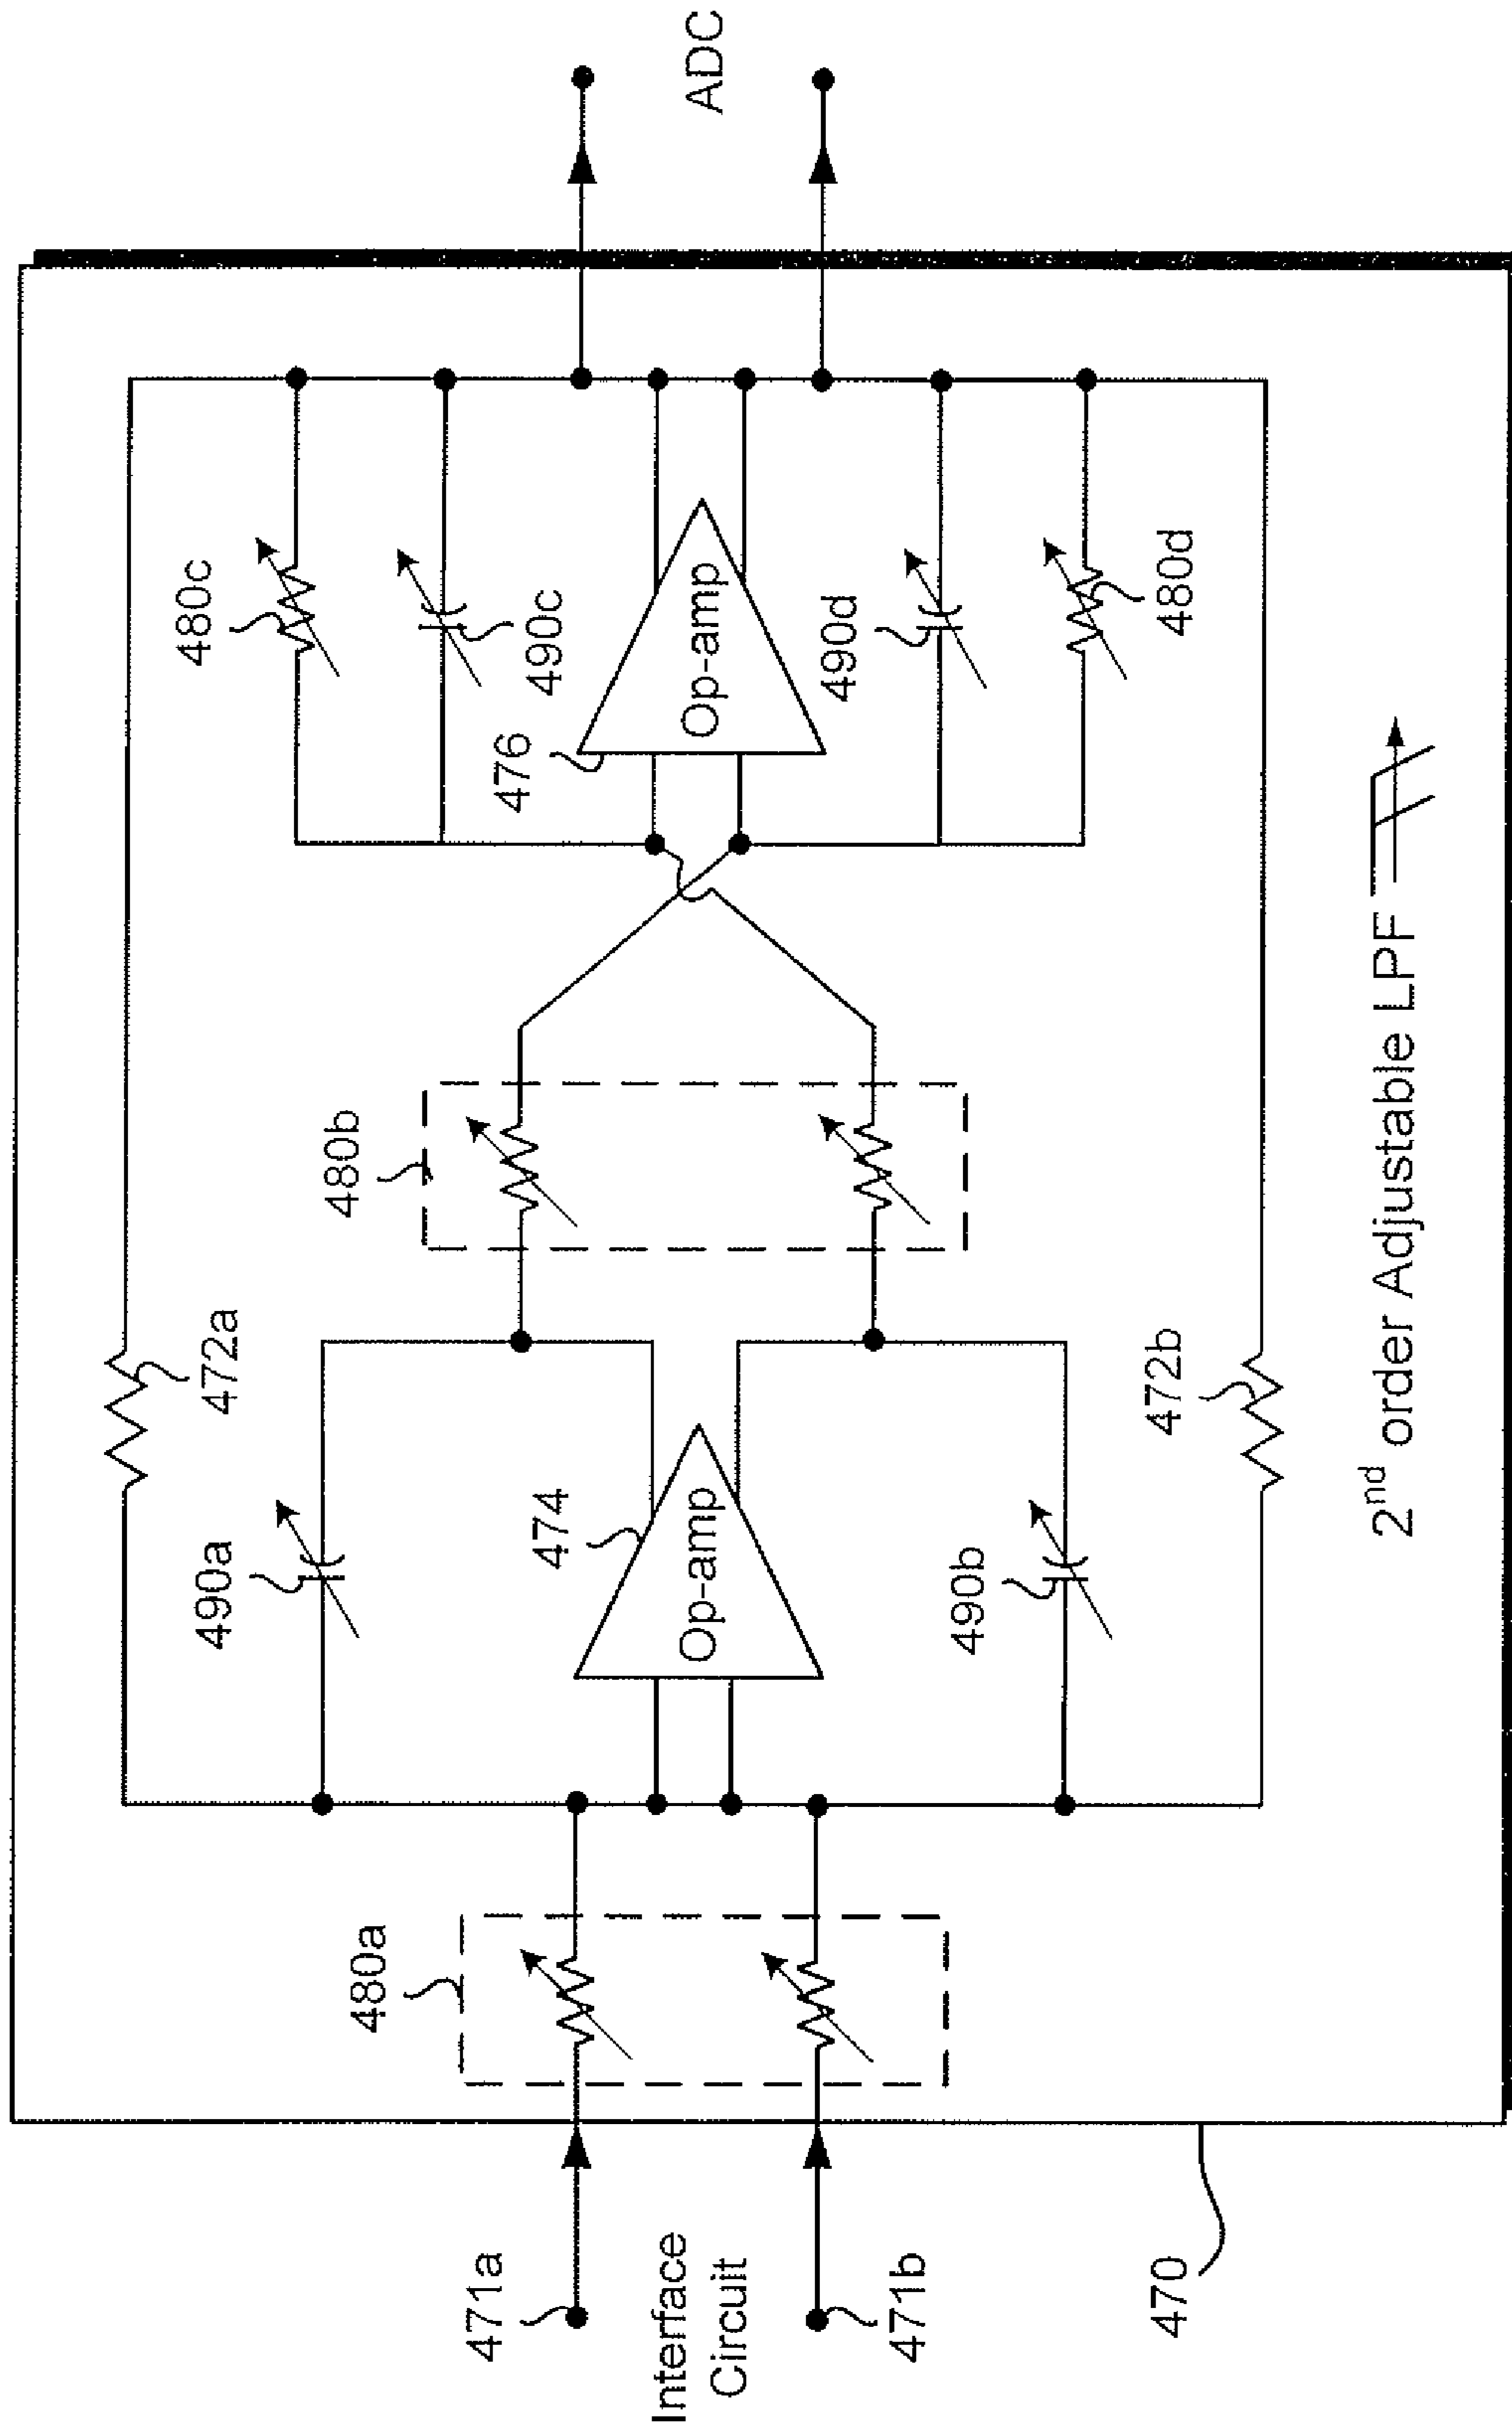 471a
Interface
Circuit
471b
470
480a
472a
490a
474
Op-amp
490b
472b
480b
480c
490c
476
Op-amp
490d
480d
2nd order Adjustable LPF
ADC